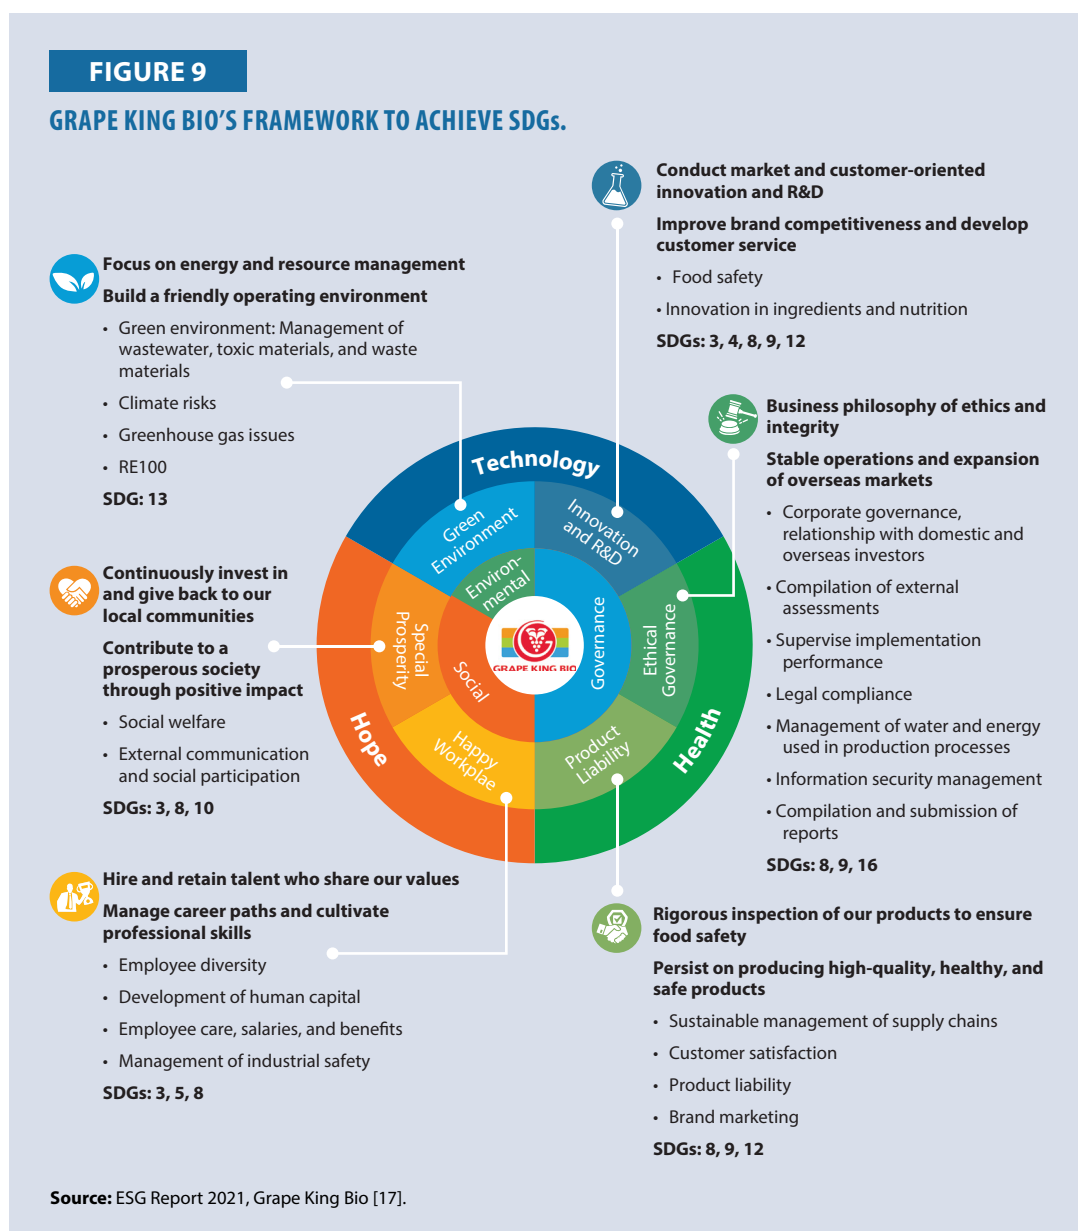 FIGURE 9
GRAPE KING BIO'S FRAMEWORK TO ACHIEVE SDGs.
Conduct market and customer-oriented
innovation and R&D
Improve brand competitiveness and develop
customer service
• Food safety
• Innovation in ingredients and nutrition
SDGs: 3, 4, 8, 9, 12
Focus on energy and resource management
Build a friendly operating environment
• Green environment: Management of
wastewater, toxic materials, and waste
materials
• Climate risks
• Greenhouse gas issues
• RE100
SDG: 13
Business philosophy of ethics and
integrity
Stable operations and expansion
of overseas markets
• Corporate governance,
relationship with domestic and
overseas investors
• Compilation of external
assessments
• Supervise implementation
performance
• Legal compliance
• Management of water and energy
used in production processes
• Information security management
• Compilation and submission of
reports
SDGs: 8, 9, 16
Technology
Green
Environment
Innovation
and R&D
Environ-
mental
Governance
Social
Special
Prosperity
Ethical
Governance
GRAPE KING BIO
Happy
Workplae
Product
Liability
Hope
Health
Continuously invest in
and give back to our
local communities
Contribute to a
prosperous society
through positive impact
• Social welfare
• External communication
and social participation
SDGs: 3, 8, 10
Hire and retain talent who share our values
Manage career paths and cultivate
professional skills
• Employee diversity
• Development of human capital
• Employee care, salaries, and benefits
• Management of industrial safety
SDGs: 3, 5, 8
Rigorous inspection of our products to ensure
food safety
Persist on producing high-quality, healthy, and
safe products
• Sustainable management of supply chains
• Customer satisfaction
• Product liability
• Brand marketing
SDGs: 8, 9, 12
Source: ESG Report 2021, Grape King Bio [17].